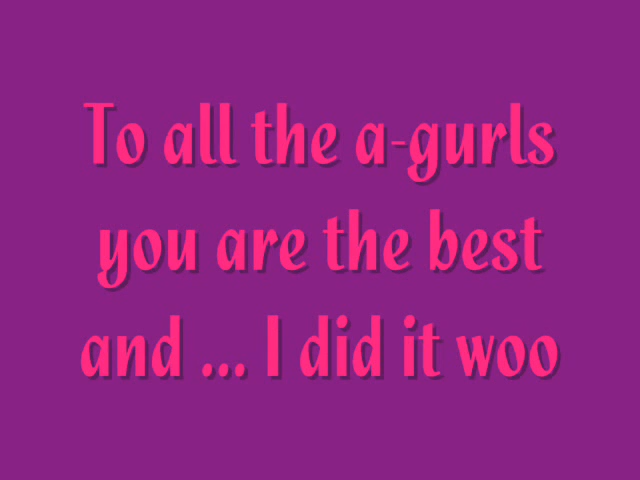 To all the a-gurls
you are the best
and ... I did it woo